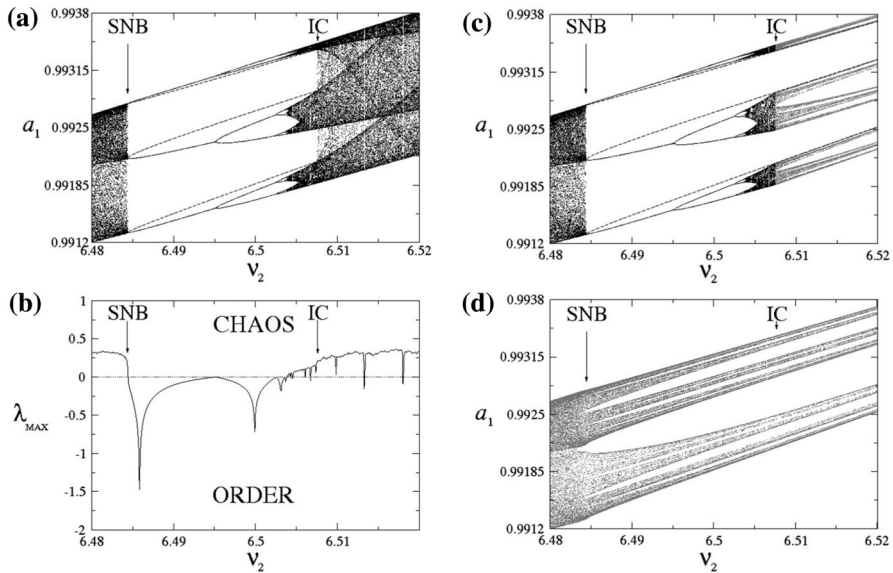 (a)
SNB
IC
0.9938
0.99315
a₁
0.9925
0.99185
0.9912
6.48
6.49
6.5
6.51
6.52
ν₂
(c)
SNB
IC
0.9938
0.99315
a₁
0.9925
0.99185
0.9912
6.48
6.49
6.5
6.51
6.52
ν₂
(b)
SNB
CHAOS
IC
1
0.5
0
-0.5
λMAX
-1
ORDER
-1.5
-2
6.48
6.49
6.5
6.51
6.52
ν₂
(d)
SNB
IC
0.9938
0.99315
a₁
0.9925
0.99185
0.9912
6.48
6.49
6.5
6.51
6.52
ν₂